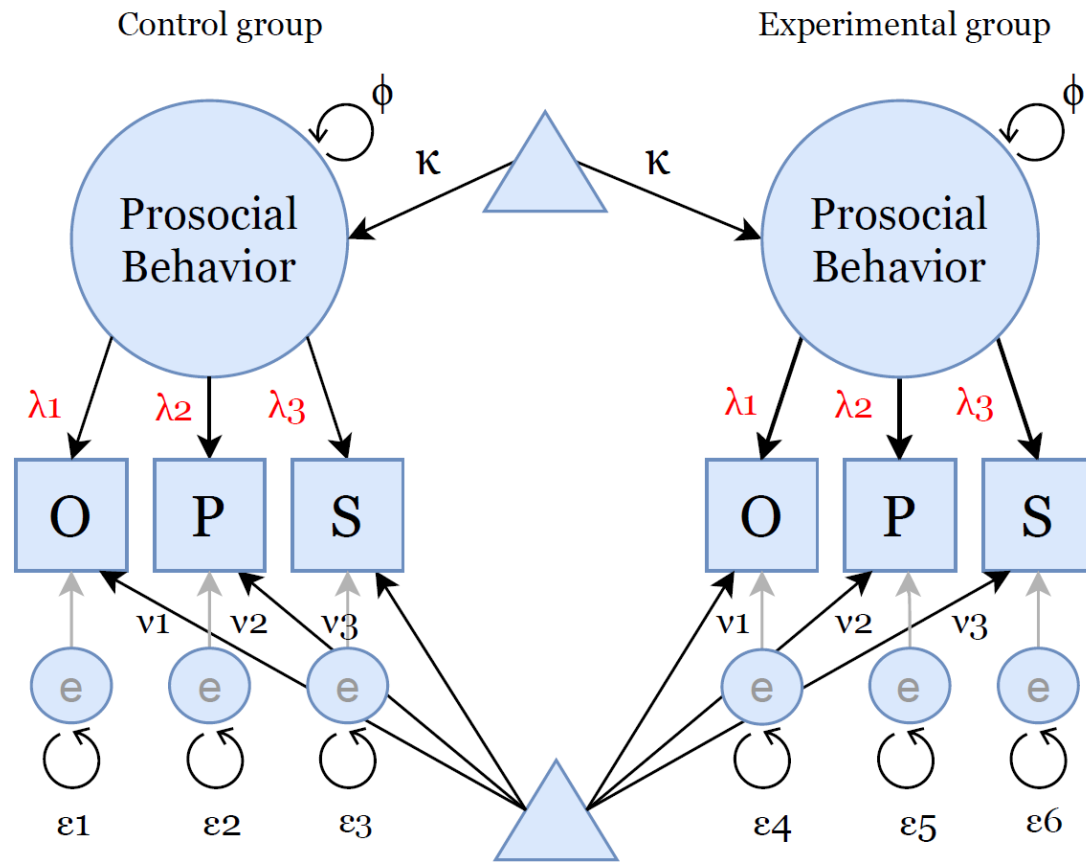 Control group
Experimental group
ϕ
ϕ
κ
κ
Prosocial
Behavior
Prosocial
Behavior
λ1
λ2
λ3
λ1
λ2
λ3
O
P
S
O
P
S
ν1
ν2
ν3
ν1
ν2
ν3
e
e
e
e
e
e
ε1
ε2
ε3
ε4
ε5
ε6